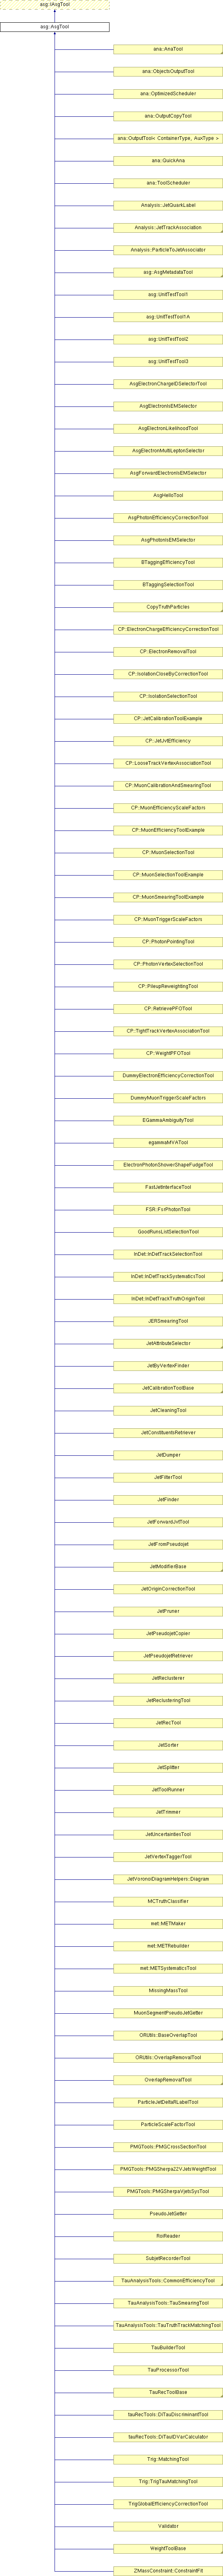 asg::IAsgTool
asg::AsgTool
ana::AnaTool
ana::ObjectsOutputTool
ana::OptimizedScheduler
ana::OutputCopyTool
ana::OutputTool< ContainerType, AuxType >
ana::QuickAna
ana::ToolScheduler
Analysis::JetQuarkLabel
Analysis::JetTrackAssociation
Analysis::ParticleToJetAssociator
asg::AsgMetadataTool
asg::UnitTestTool1
asg::UnitTestTool1A
asg::UnitTestTool2
asg::UnitTestTool3
AsgElectronChargeIDSelectorTool
AsgElectronIsEMSelector
AsgElectronLikelihoodTool
AsgElectronMultiLeptonSelector
AsgForwardElectronIsEMSelector
AsgHelloTool
AsgPhotonEfficiencyCorrectionTool
AsgPhotonIsEMSelector
BTaggingEfficiencyTool
BTaggingSelectionTool
CopyTruthParticles
CP::ElectronChargeEfficiencyCorrectionTool
CP::ElectronRemovalTool
CP::IsolationCloseByCorrectionTool
CP::IsolationSelectionTool
CP::JetCalibrationToolExample
CP::JetJvtEfficiency
CP::LooseTrackVertexAssociationTool
CP::MuonCalibrationAndSmearingTool
CP::MuonEfficiencyScaleFactors
CP::MuonEfficiencyToolExample
CP::MuonSelectionTool
CP::MuonSelectionToolExample
CP::MuonSmearingToolExample
CP::MuonTriggerScaleFactors
CP::PhotonPointingTool
CP::PhotonVertexSelectionTool
CP::PileupReweightingTool
CP::RetrievePFOTool
CP::TightTrackVertexAssociationTool
CP::WeightPFOTool
DummyElectronEfficiencyCorrectionTool
DummyMuonTriggerScaleFactors
EGammaAmbiguityTool
egammaMVATool
ElectronPhotonShowerShapeFudgeTool
FastJetInterfaceTool
FSR::FsrPhotonTool
GoodRunsListSelectionTool
InDet::InDetTrackSelectionTool
InDet::InDetTrackSystematicsTool
InDet::InDetTrackTruthOriginTool
JERSmearingTool
JetAttributeSelector
JetByVertexFinder
JetCalibrationToolBase
JetCleaningTool
JetConstituentsRetriever
JetDumper
JetFilterTool
JetFinder
JetForwardJvtTool
JetFromPseudojet
JetModifierBase
JetOriginCorrectionTool
JetPruner
JetPseudojetCopier
JetPseudojetRetriever
JetReclusterer
JetReclusteringTool
JetRecTool
JetSorter
JetSplitter
JetToolRunner
JetTrimmer
JetUncertaintiesTool
JetVertexTaggerTool
JetVoronoiDiagramHelpers::Diagram
MCTruthClassifier
met::METMaker
met::METRebuilder
met::METSystematicsTool
MissingMassTool
MuonSegmentPseudoJetGetter
ORUtils::BaseOverlapTool
ORUtils::OverlapRemovalTool
OverlapRemovalTool
ParticleJetDeltaRLabelTool
ParticleScaleFactorTool
PMGTools::PMGCrossSectionTool
PMGTools::PMGSherpa22VJetsWeightTool
PMGTools::PMGSherpaVjetsSysTool
PseudoJetGetter
RoiReader
SubjetRecorderTool
TauAnalysisTools::CommonEfficiencyTool
TauAnalysisTools::TauSmearingTool
TauAnalysisTools::TauTruthTrackMatchingTool
TauBuilderTool
TauProcessorTool
TauRecToolBase
tauRecTools::DiTauDiscriminantTool
tauRecTools::DiTauIDVarCalculator
Trig::MatchingTool
Trig::TrigTauMatchingTool
TrigGlobalEfficiencyCorrectionTool
Validator
WeightToolBase
ZMassConstraint::ConstraintFit